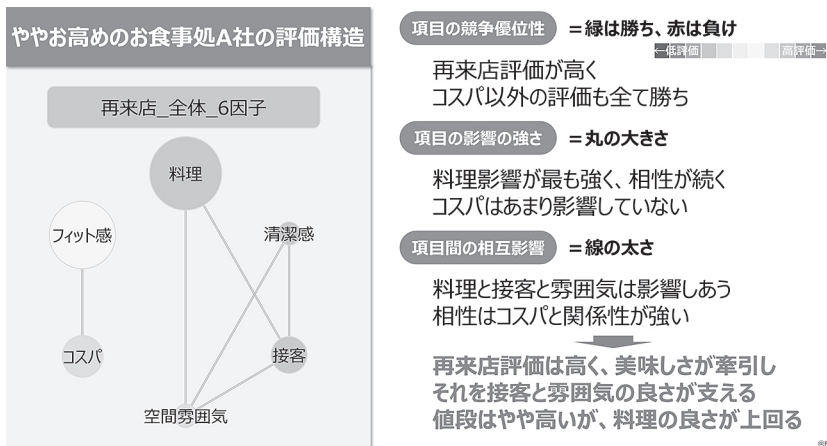 ややお高めのお食事処A社の評価構造
再来店_全体_6因子
料理
フィット感
清潔感
コスパ
接客
空間雰囲気
項目の競争優位性 =緑は勝ち、赤は負け
←低評価 高評価→
再来店評価が高く
コスパ以外の評価も全て勝ち
項目の影響の強さ =丸の大きさ
料理影響が最も強く、相性が続く
コスパはあまり影響していない
項目間の相互影響 =線の太さ
料理と接客と雰囲気は影響しあう
相性はコスパと関係性が強い
再来店評価は高く、美味しさが牽引し
それを接客と雰囲気の良さが支える
値段はやや高いが、料理の良さが上回る